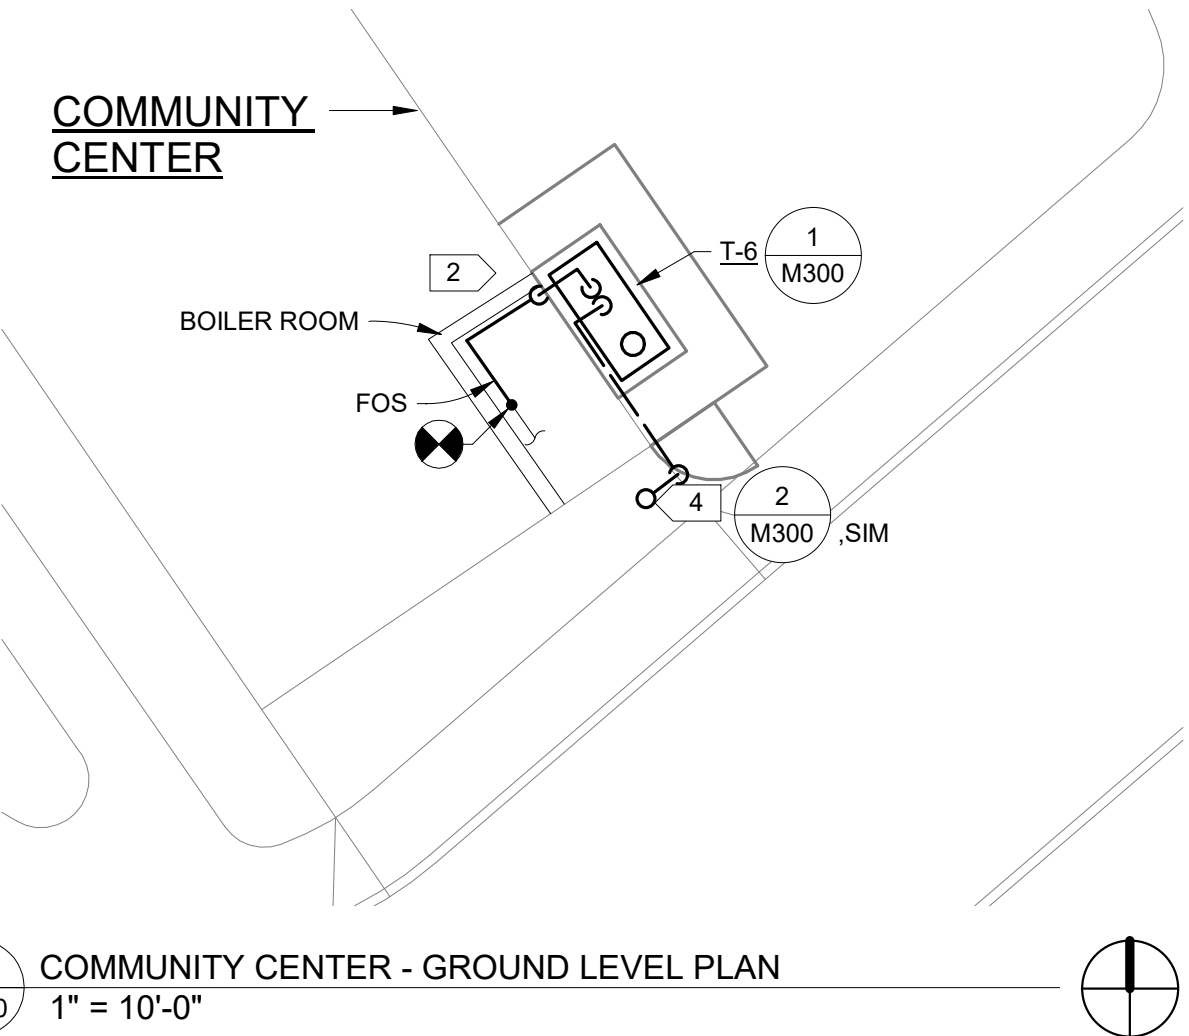 COMMUNITY
CENTER
1
T-6
M300
2
BOILER ROOM
FOS
2
4
M300 ,SIM
COMMUNITY CENTER - GROUND LEVEL PLAN
1" = 10'-0"